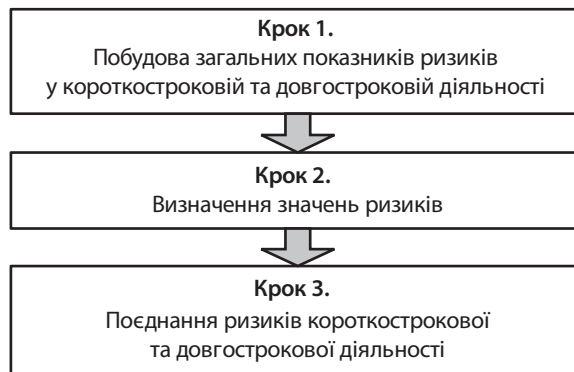 Крок 1.
Побудова загальних показників ризиків
у короткостроковій та довгостроковій діяльності
Крок 2.
Визначення значень ризиків
Крок 3.
Поєднання ризиків короткострокової
та довгострокової діяльності